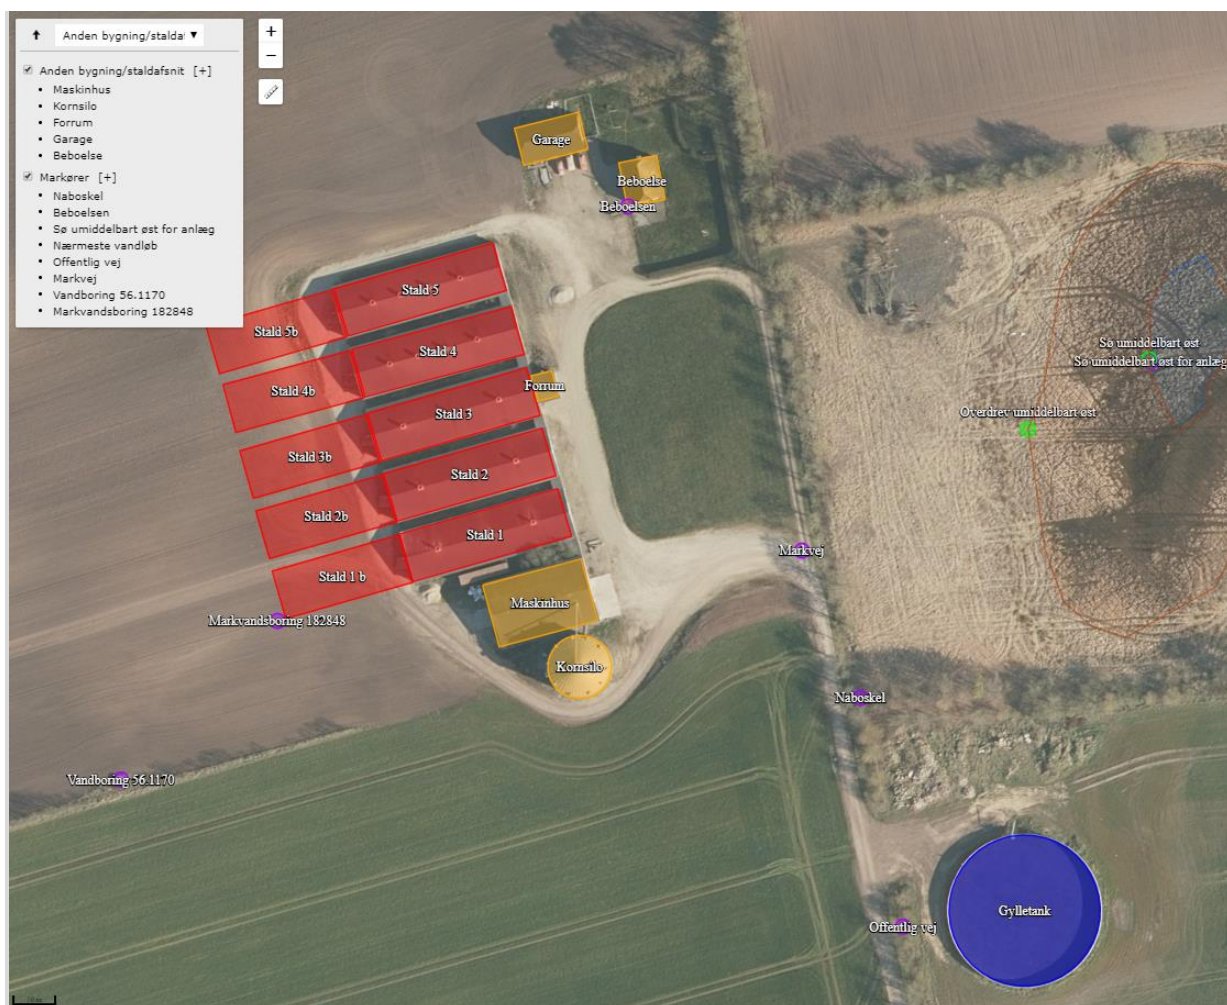 Anden bygning/stalda
Anden bygning/staldafsnit [+]
Maskinhus
Kornsilo
Forrum
Garage
Beboelse
Markører [+]
Naboskel
Beboelsen
Sø umiddelbart øst for anlæg
Nærmeste vandløb
Offentlig vej
Markvej
Vandboring 56.1170
Markvandsboring 182848
+
−
Garage
Beboelse
Beboelsen
Stald 5
Stald 5b
Stald 4
Sø umiddelbart øst
Sø umiddelbart øst for anlæg
Forrum
Stald 4b
Stald 3
Overdrev umiddelbart øst
Stald 3b
Stald 2
Stald 2b
Stald 1
Markvej
Stald 1 b
Maskinhus
Markvandsboring 182848
Kornsilo
Naboskel
Vandboring 56.1170
Gylletank
Offentlig vej